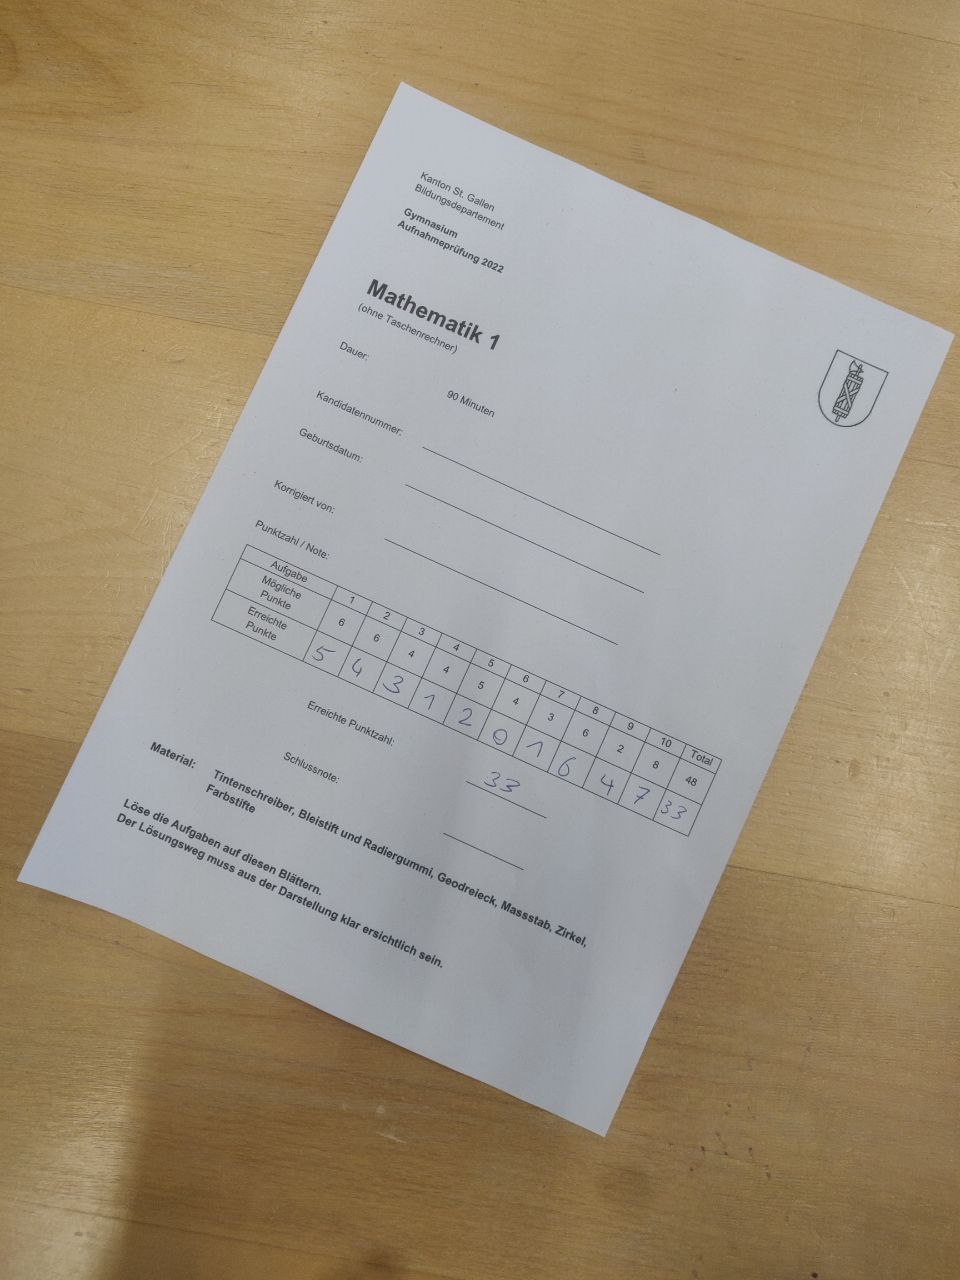 Kanton St. Gallen
Bildungsdepartement
Gymnasium
Aufnahmeprüfung 2022
Mathematik 1
(ohne Taschenrechner)
Dauer: 90 Minuten
Kandidatennummer:
Geburtsdatum:
Korrigiert von:
Punktzahl / Note:
Aufgabe 1 2 3 4 5 6 7 8 9 10 Total
Mögliche Punkte 6 6 4 4 5 4 3 6 2 8 48
Erreichte Punkte 5 4 3 1 2 0 1 6 4 7 33
Erreichte Punktzahl: 33
Schlussnote:
Material: Tintenschreiber, Bleistift und Radiergummi, Geodreieck, Massstab, Zirkel,
Farbstifte
Löse die Aufgaben auf diesen Blättern.
Der Lösungsweg muss aus der Darstellung klar ersichtlich sein.